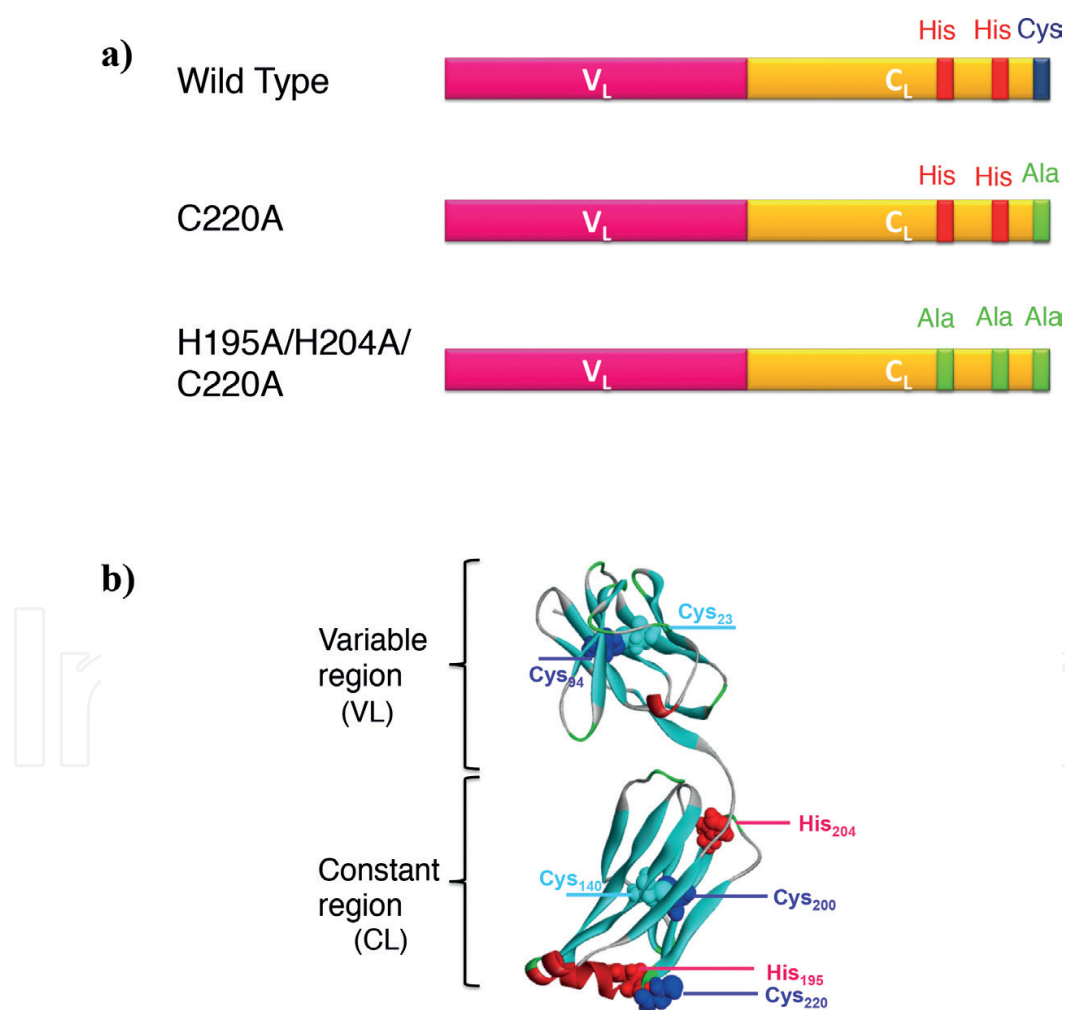 a)
His His Cys
Wild Type
VL CL
His His Ala
C220A
VL CL
Ala Ala Ala
H195A/H204A/
C220A
VL CL
b)
Variable
region
(VL)
Cys23
Cys94
Constant
region
(CL)
His204
Cys140
Cys200
His195
Cys220